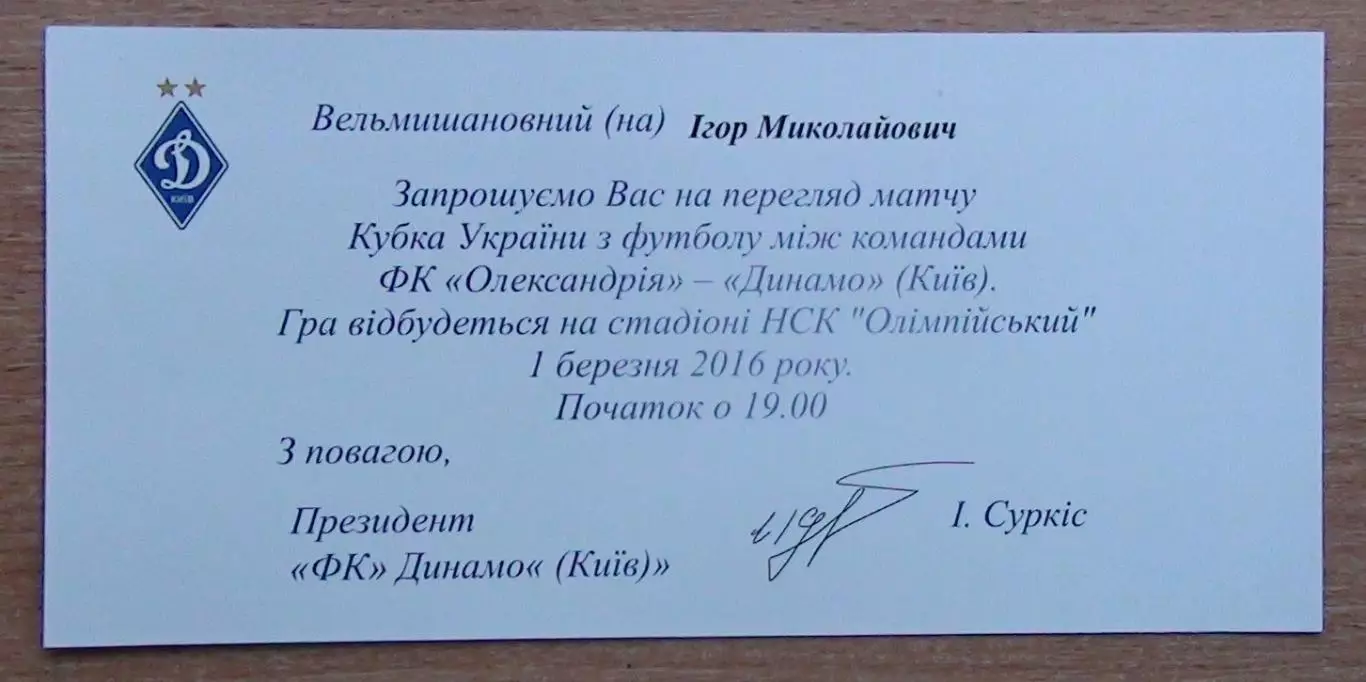 Д
КИЇВ
Вельмишановний (на) Ігор Миколайович
Запрошуємо Вас на перегляд матчу
Кубка України з футболу між командами
ФК «Олександрія» – «Динамо» (Київ).
Гра відбудеться на стадіоні НСК "Олімпійський"
1 березня 2016 року.
Початок о 19.00
З повагою,
Президент
«ФК» Динамо« (Київ)»
І. Суркіс